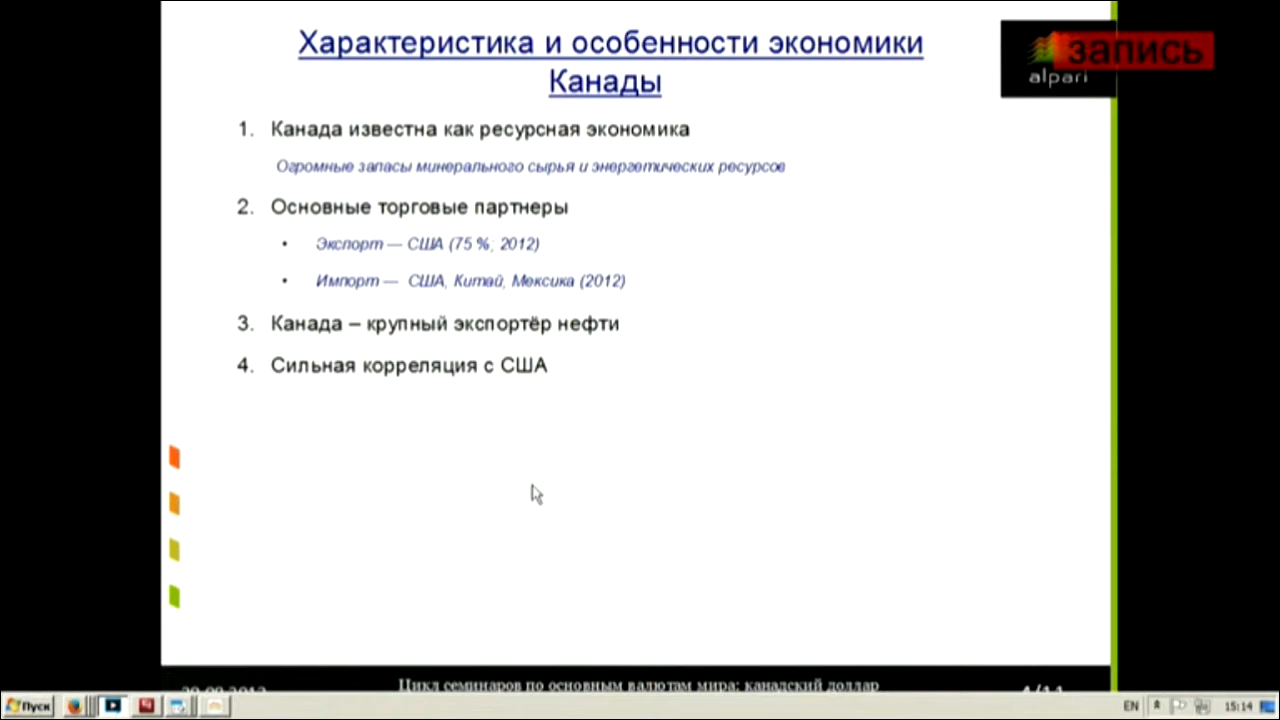 Характеристика и особенности экономики
Канады
запись
alpari
1. Канада известна как ресурсная экономика
Огромные запасы минерального сырья и энергетических ресурсов
2. Основные торговые партнеры
• Экспорт — США (75 %; 2012)
• Импорт — США, Китай, Мексика (2012)
3. Канада – крупный экспортёр нефти
4. Сильная корреляция с США
Цикл семинаров по основным валютам мира: канадский доллар
Пуск
EN
15:14